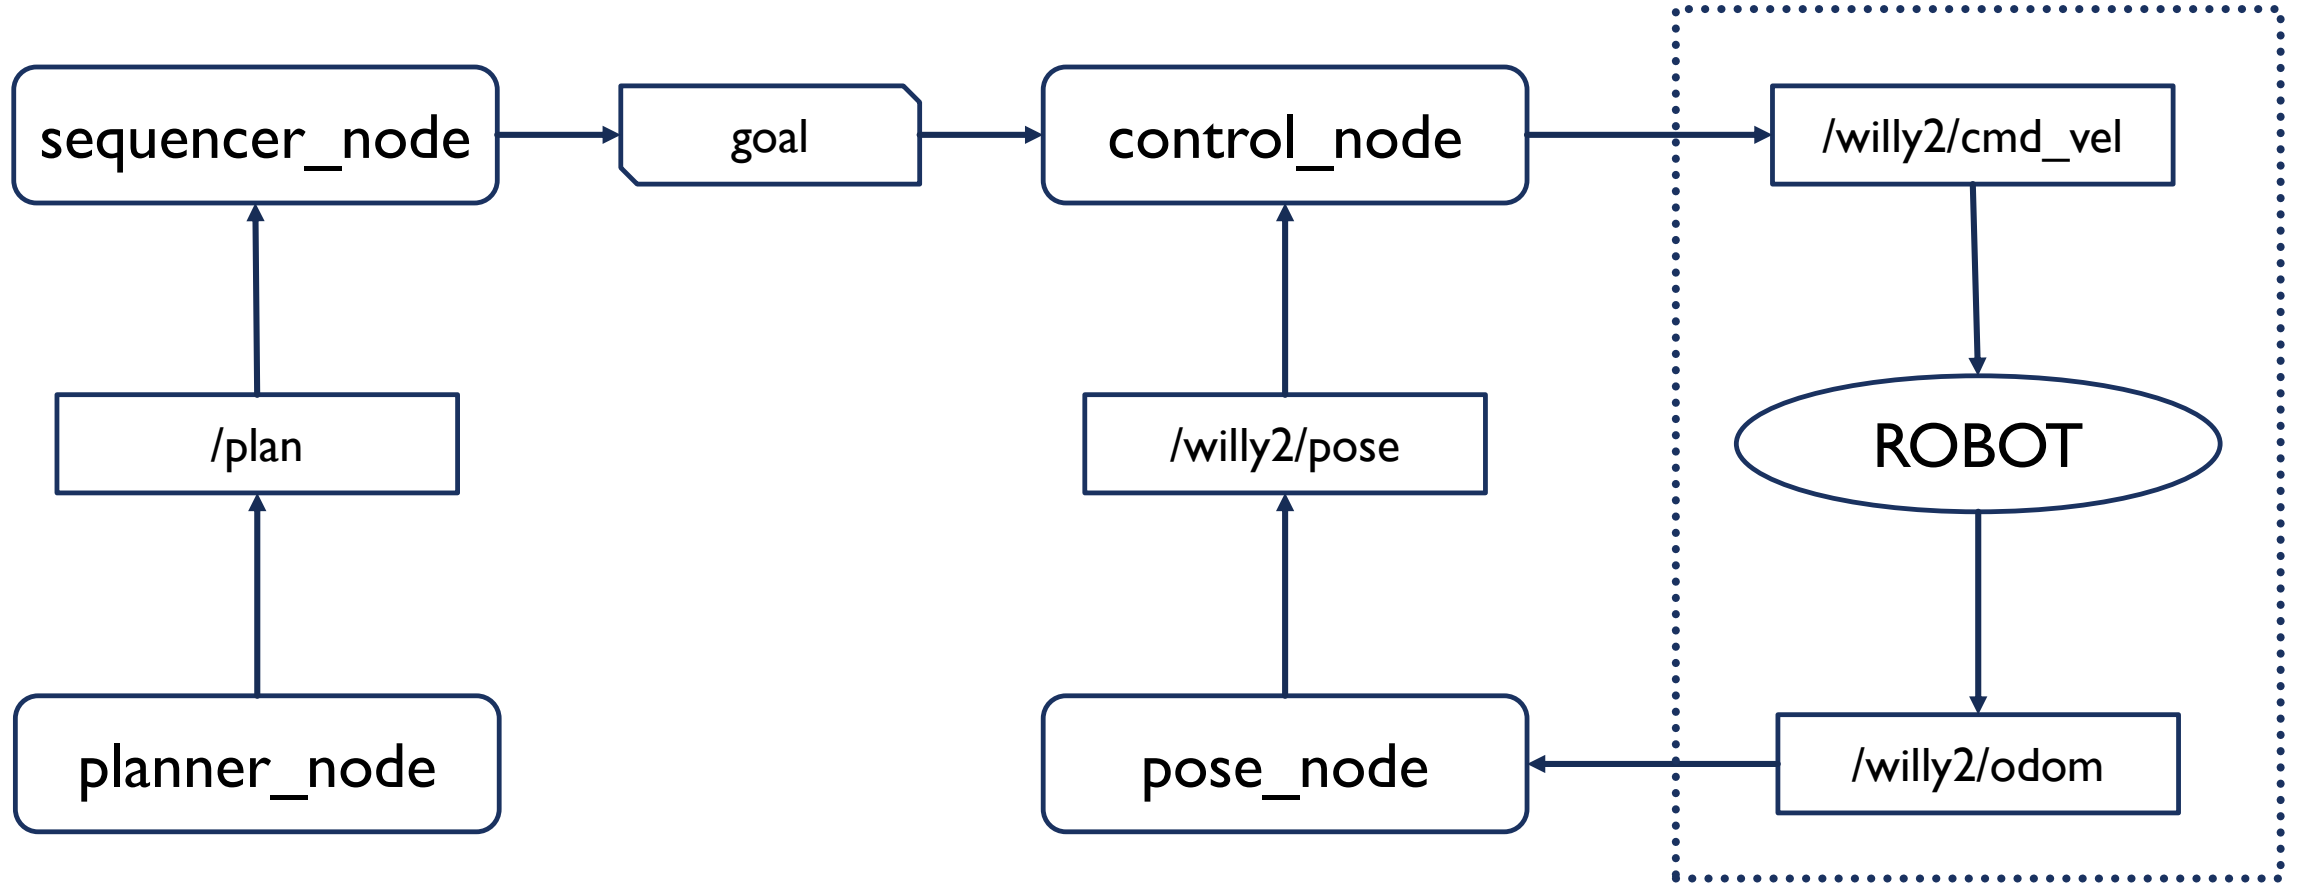 sequencer_node
goal
control_node
/willy2/cmd_vel
/plan
/willy2/pose
ROBOT
planner_node
pose_node
/willy2/odom